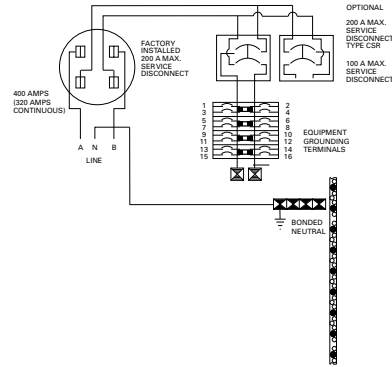 OPTIONAL
200 A MAX.
SERVICE
DISCONNECT
TYPE CSR
100 A MAX.
SERVICE
DISCONNECT
FACTORY
INSTALLED
200 A MAX.
SERVICE
DISCONNECT
400 AMPS
(320 AMPS
CONTINUOUS)
A N B
LINE
1 2
3 4
5 6
7 8
9 10
11 12
13 14
15 16
EQUIPMENT
GROUNDING
TERMINALS
BONDED
NEUTRAL